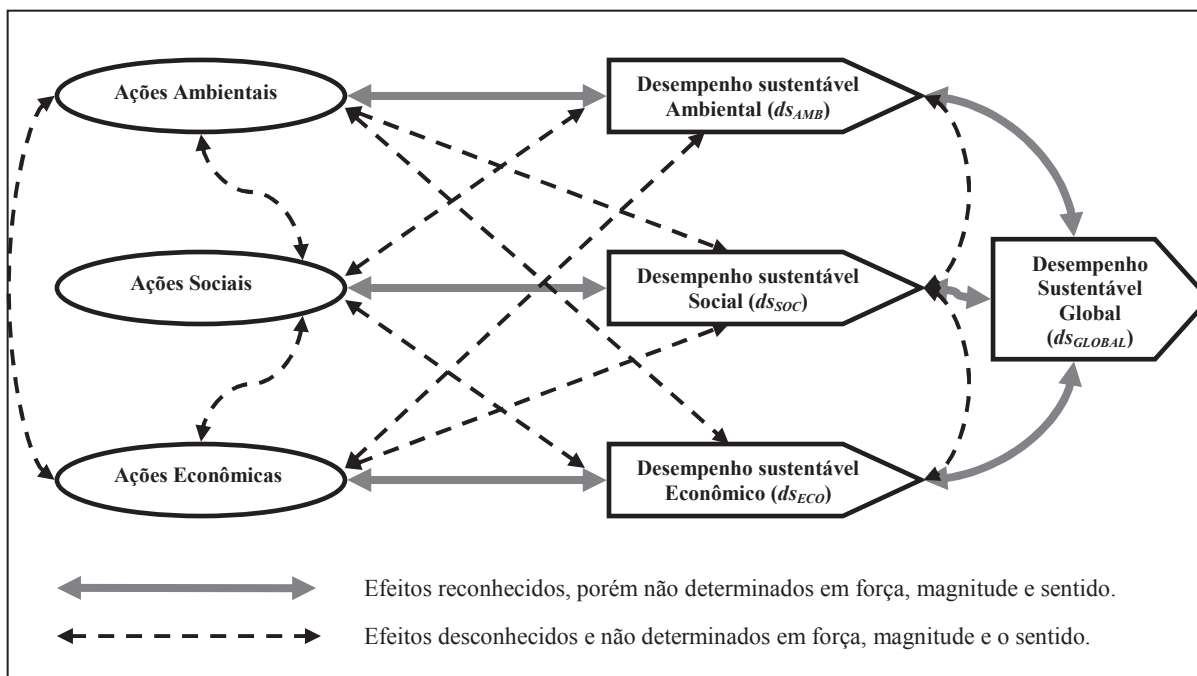 Ações Ambientais
Desempenho sustentável
Ambiental (dsAMB)
Ações Sociais
Desempenho sustentável
Social (dsSOC)
Desempenho
Sustentável
Global
(dsGLOBAL)
Ações Econômicas
Desempenho sustentável
Econômico (dsECO)
Efeitos reconhecidos, porém não determinados em força, magnitude e sentido.
Efeitos desconhecidos e não determinados em força, magnitude e o sentido.